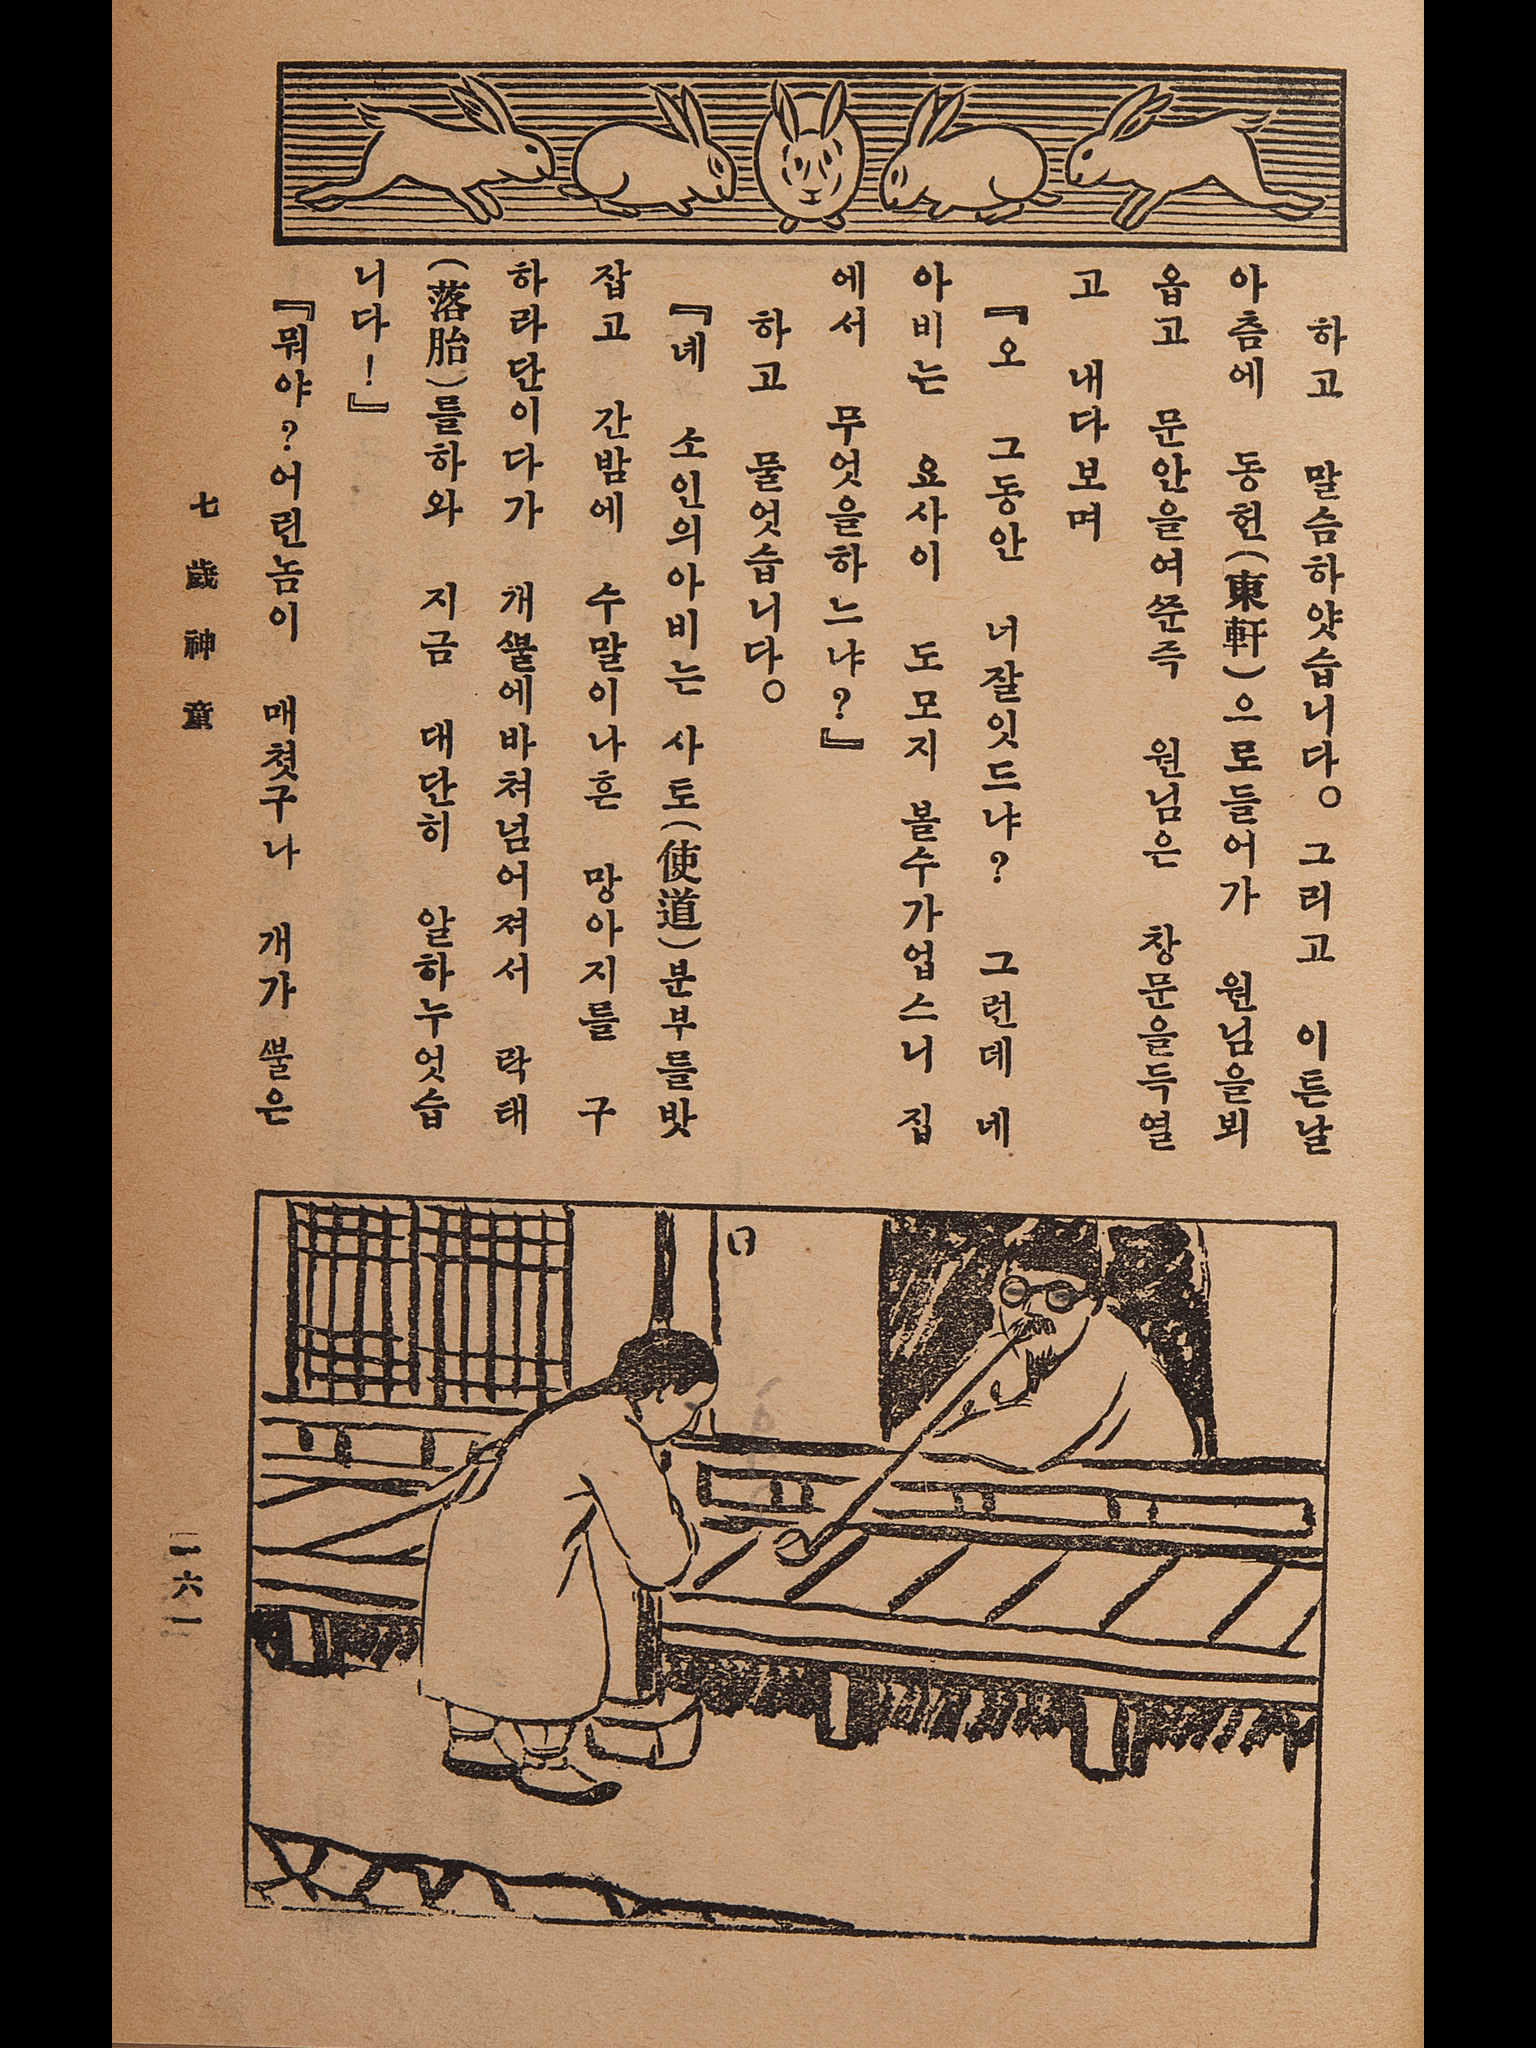 하고 말슴하얏습니다。 그리고 이튼날
아츰에 동헌(東軒)으로들어가 원님을뵈
옵고 문안을여쭌즉 원님은 창문을득열
고 내다보며
『오 그동안 너잘잇드냐? 그런데 네
아비는 요사이 도모지 볼수가업스니 집
에서 무엇을하느냐?』
하고 물엇습니다。
『녜 소인의아비는 사토(使道)분부를밧
잡고 간밤에 수말이나흔 망아지를 구
하라단이다가 개ᄲᅮᆯ에바쳐넘어져서 락태
(落胎)를하와 지금 대단히 알하누엇습
니다!』
『뭐야? 어린놈이 매첫구나 개가 ᄲᅮᆯ은
七歲神童
一六一